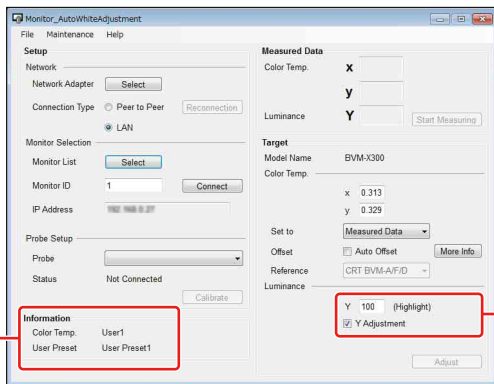 Monitor_AutoWhiteAdjustment
File Maintenance Help
Setup
Network
Network Adapter Select
Connection Type Peer to Peer Reconnection
LAN
Monitor Selection
Monitor List Select
Monitor ID 1 Connect
IP Address
Probe Setup
Probe
Status Not Connected
Calibrate
Information
Color Temp. User1
User Preset User Preset1
Measured Data
Color Temp. x
y
Luminance Y Start Measuring
Target
Model Name BVM-X300
Color Temp.
x 0.313
y 0.329
Set to Measured Data
Offset Auto Offset More Info
Reference CRT BVM-A/F/D
Luminance
Y 100 (Highlight)
Y Adjustment
Adjust